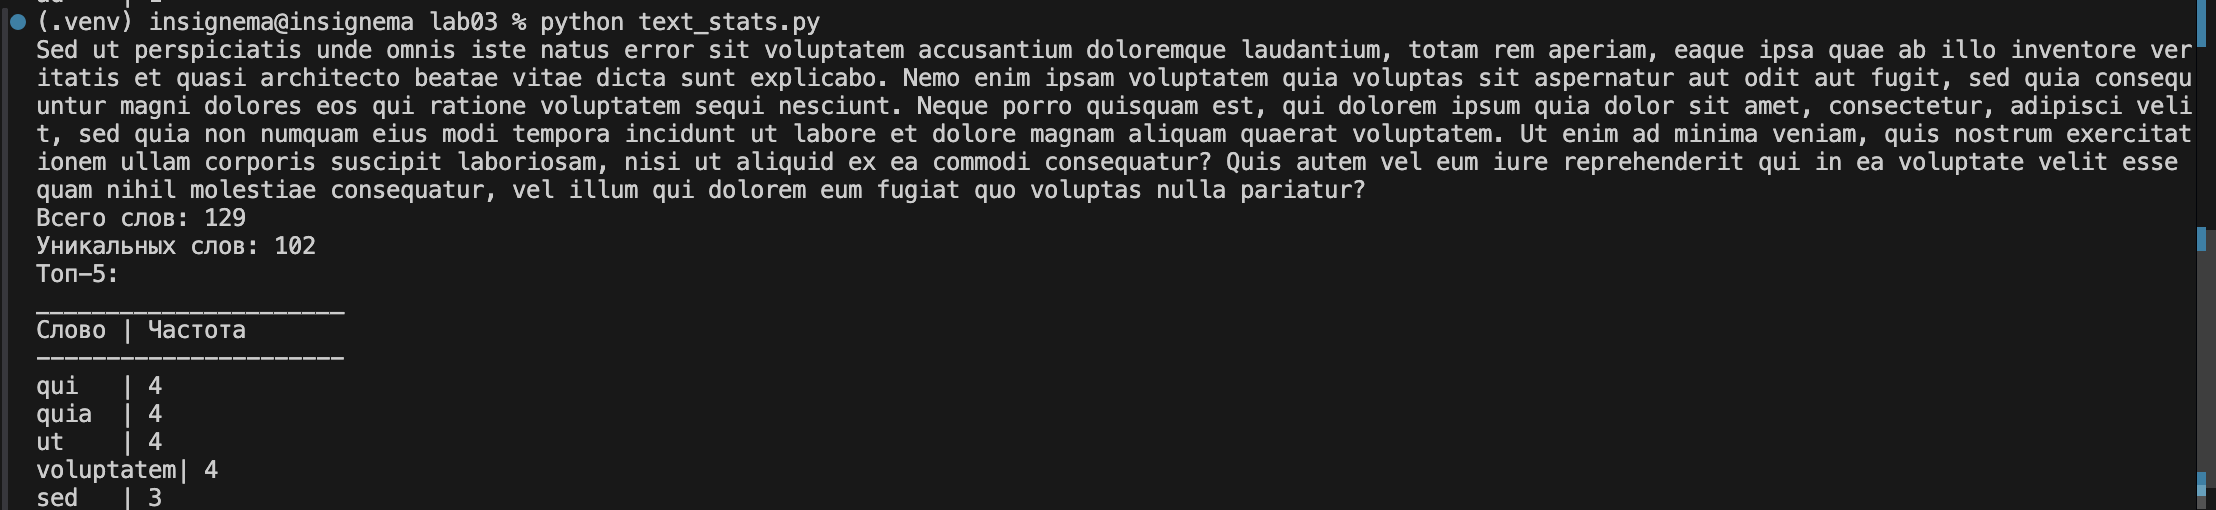 (.venv) insignema@insignema lab03 % python text_stats.py
Sed ut perspiciatis unde omnis iste natus error sit voluptatem accusantium doloremque laudantium, totam rem aperiam, eaque ipsa quae ab illo inventore ver
itatis et quasi architecto beatae vitae dicta sunt explicabo. Nemo enim ipsam voluptatem quia voluptas sit aspernatur aut odit aut fugit, sed quia consequ
untur magni dolores eos qui ratione voluptatem sequi nesciunt. Neque porro quisquam est, qui dolorem ipsum quia dolor sit amet, consectetur, adipisci veli
t, sed quia non numquam eius modi tempora incidunt ut labore et dolore magnam aliquam quaerat voluptatem. Ut enim ad minima veniam, quis nostrum exercitat
ionem ullam corporis suscipit laboriosam, nisi ut aliquid ex ea commodi consequatur? Quis autem vel eum iure reprehenderit qui in ea voluptate velit esse
quam nihil molestiae consequatur, vel illum qui dolorem eum fugiat quo voluptas nulla pariatur?
Всего слов: 129
Уникальных слов: 102
Топ-5:
______________________
Слово | Частота
----------------------
qui   | 4
quia  | 4
ut    | 4
voluptatem| 4
sed   | 3